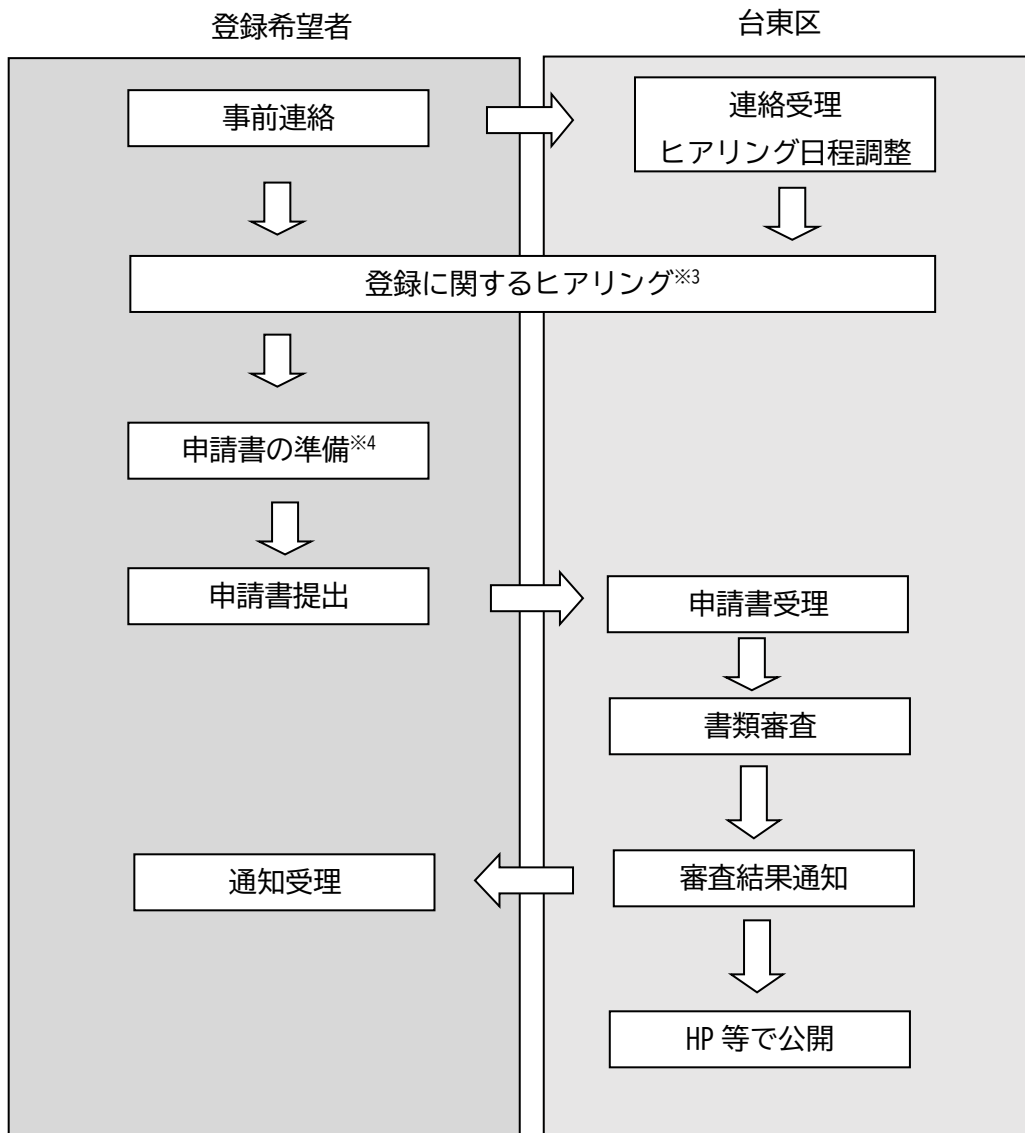 登録希望者
台東区
事前連絡
連絡受理
ヒアリング日程調整
登録に関するヒアリング※3
申請書の準備※4
申請書提出
申請書受理
書類審査
審査結果通知
通知受理
HP 等で公開